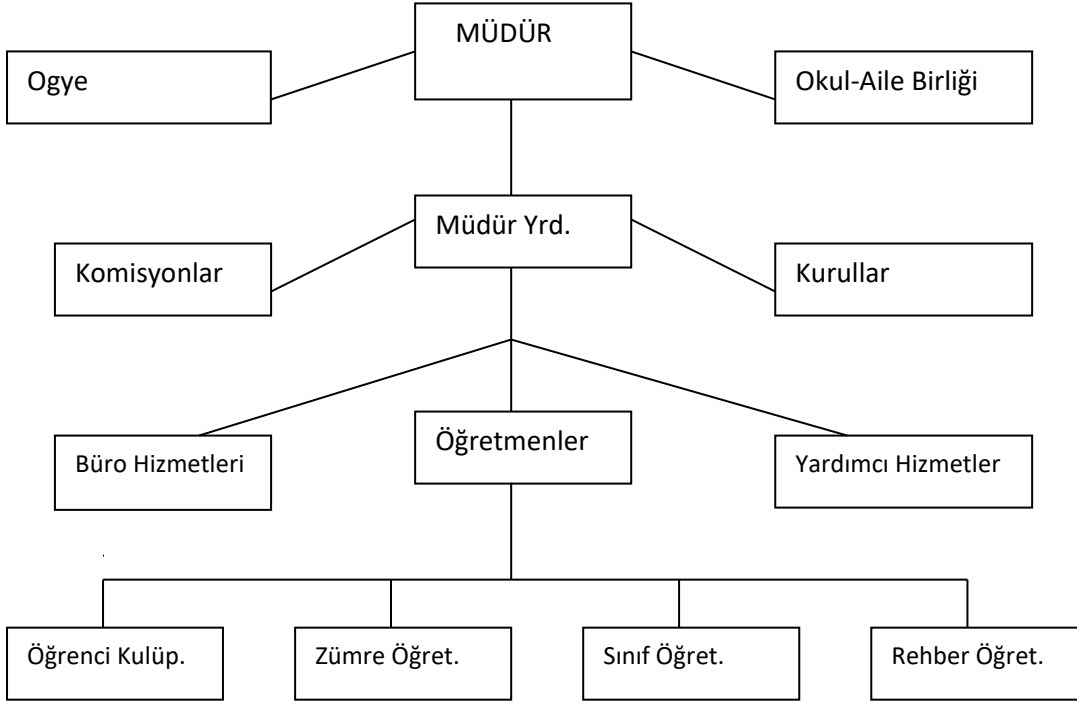 MÜDÜR
Ogye
Okul-Aile Birliği
Müdür Yrd.
Komisyonlar
Kurullar
Büro Hizmetleri
Öğretmenler
Yardımcı Hizmetler
Öğrenci Kulüp.
Zümre Öğret.
Sınıf Öğret.
Rehber Öğret.